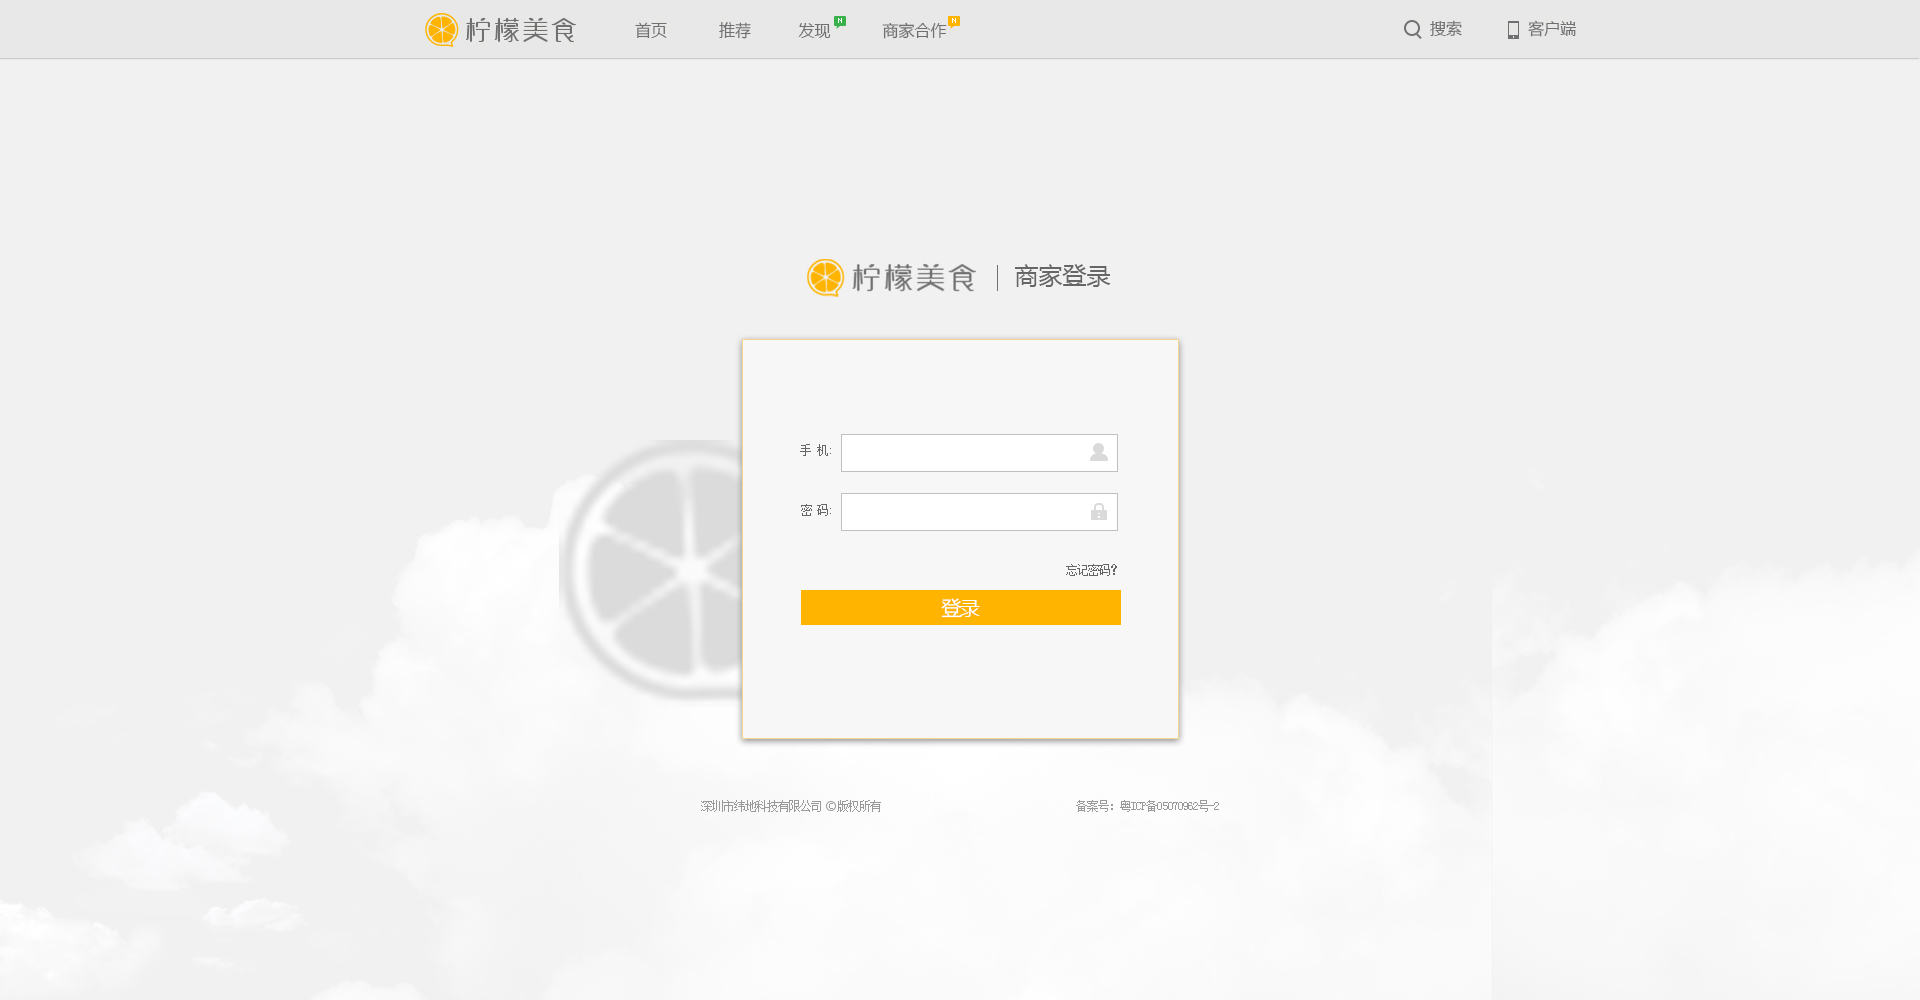 柠檬美食 首页 推荐 发现 N 商家合作 N 搜索 客户端
柠檬美食 | 商家登录
手 机:
密 码:
忘记密码?
登录
深圳市纬地科技有限公司 ©版权所有 备案号：粤ICP备05070962号-2